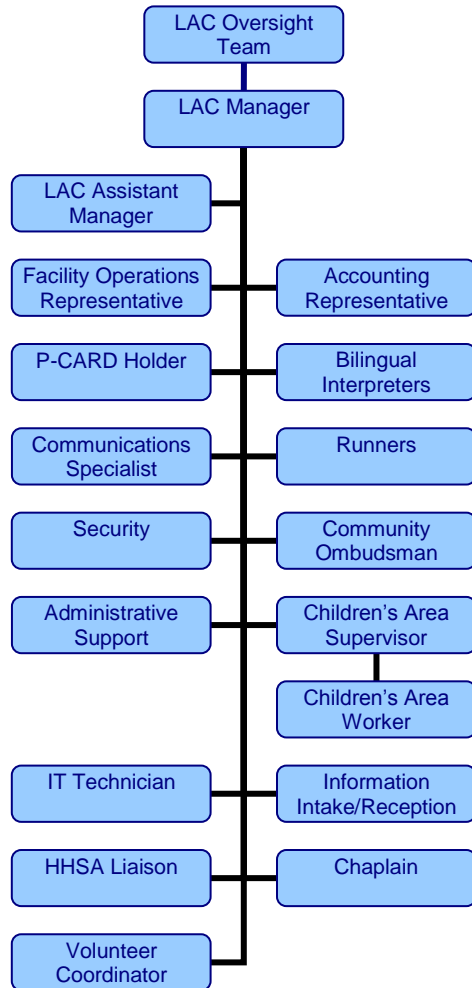 LAC Oversight
Team
LAC Manager
LAC Assistant
Manager
Facility Operations
Representative
Accounting
Representative
P-CARD Holder
Bilingual
Interpreters
Communications
Specialist
Runners
Security
Community
Ombudsman
Administrative
Support
Children’s Area
Supervisor
Children’s Area
Worker
IT Technician
Information
Intake/Reception
HHSA Liaison
Chaplain
Volunteer
Coordinator